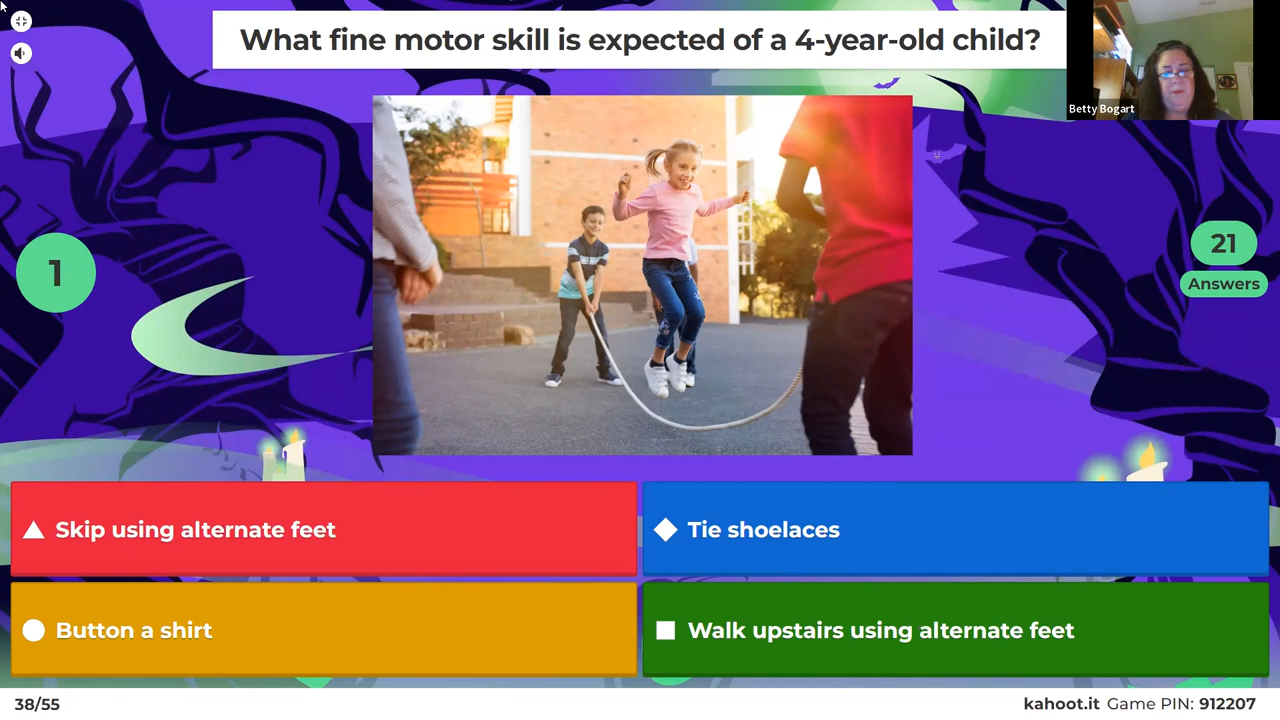 What fine motor skill is expected of a 4-year-old child?
Betty Bogart
1
21
Answers
Skip using alternate feet
Tie shoelaces
Button a shirt
Walk upstairs using alternate feet
38/55
kahoot.it Game PIN: 912207